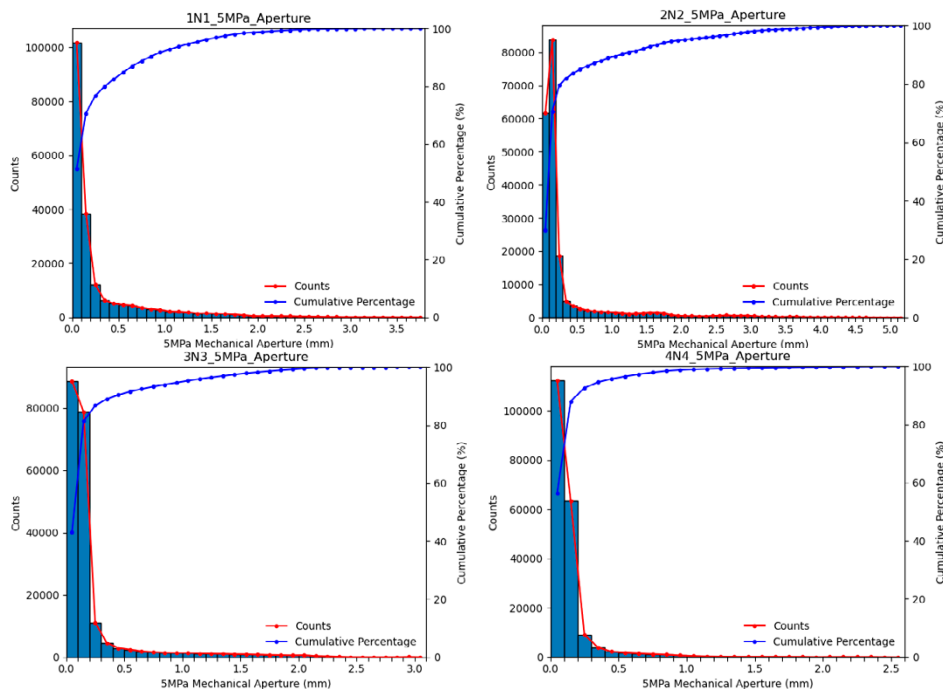 1N1_5MPa_Aperture
100000
80000
60000
40000
20000
0
Counts
100
80
60
40
20
0
Cumulative Percentage (%)
Counts
Cumulative Percentage
0.0 0.5 1.0 1.5 2.0 2.5 3.0 3.5
5MPa Mechanical Aperture (mm)
2N2_5MPa_Aperture
80000
70000
60000
50000
40000
30000
20000
10000
0
Counts
100
80
60
40
20
0
Cumulative Percentage (%)
Counts
Cumulative Percentage
0.0 0.5 1.0 1.5 2.0 2.5 3.0 3.5 4.0 4.5 5.0
5MPa Mechanical Aperture (mm)
3N3_5MPa_Aperture
80000
60000
40000
20000
0
Counts
100
80
60
40
20
0
Cumulative Percentage (%)
Counts
Cumulative Percentage
0.0 0.5 1.0 1.5 2.0 2.5 3.0
5MPa Mechanical Aperture (mm)
4N4_5MPa_Aperture
100000
80000
60000
40000
20000
0
Counts
100
80
60
40
20
0
Cumulative Percentage (%)
Counts
Cumulative Percentage
0.0 0.5 1.0 1.5 2.0 2.5
5MPa Mechanical Aperture (mm)